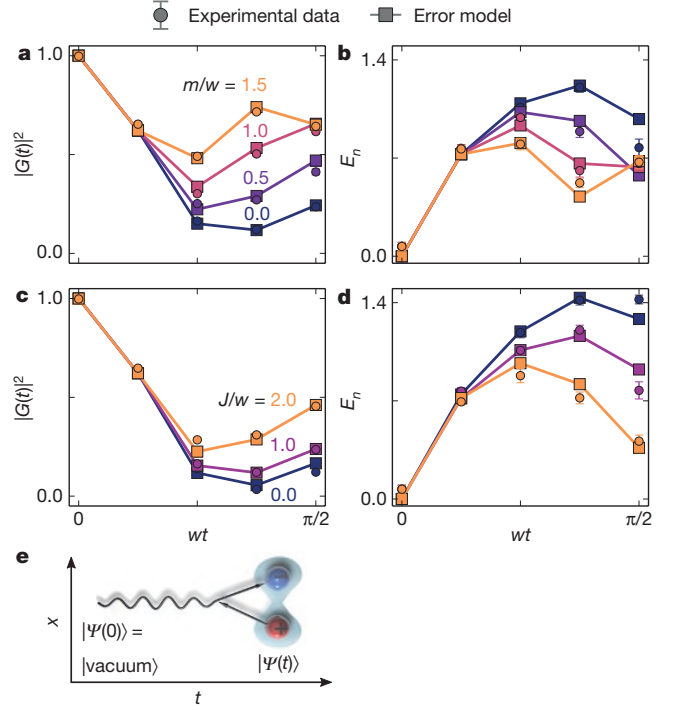 Experimental data Error model
a b
1.0 1.4
m/w = 1.5
1.0
|G(t)|² Eₙ
0.5
0.0
0.0 0.0
c d
1.0 1.4
J/w = 2.0
|G(t)|² Eₙ
1.0
0.0
0.0 0.0
0 π/2 0 π/2
wt wt
e
x
|Ψ(0)⟩ =
|vacuum⟩ |Ψ(t)⟩
t